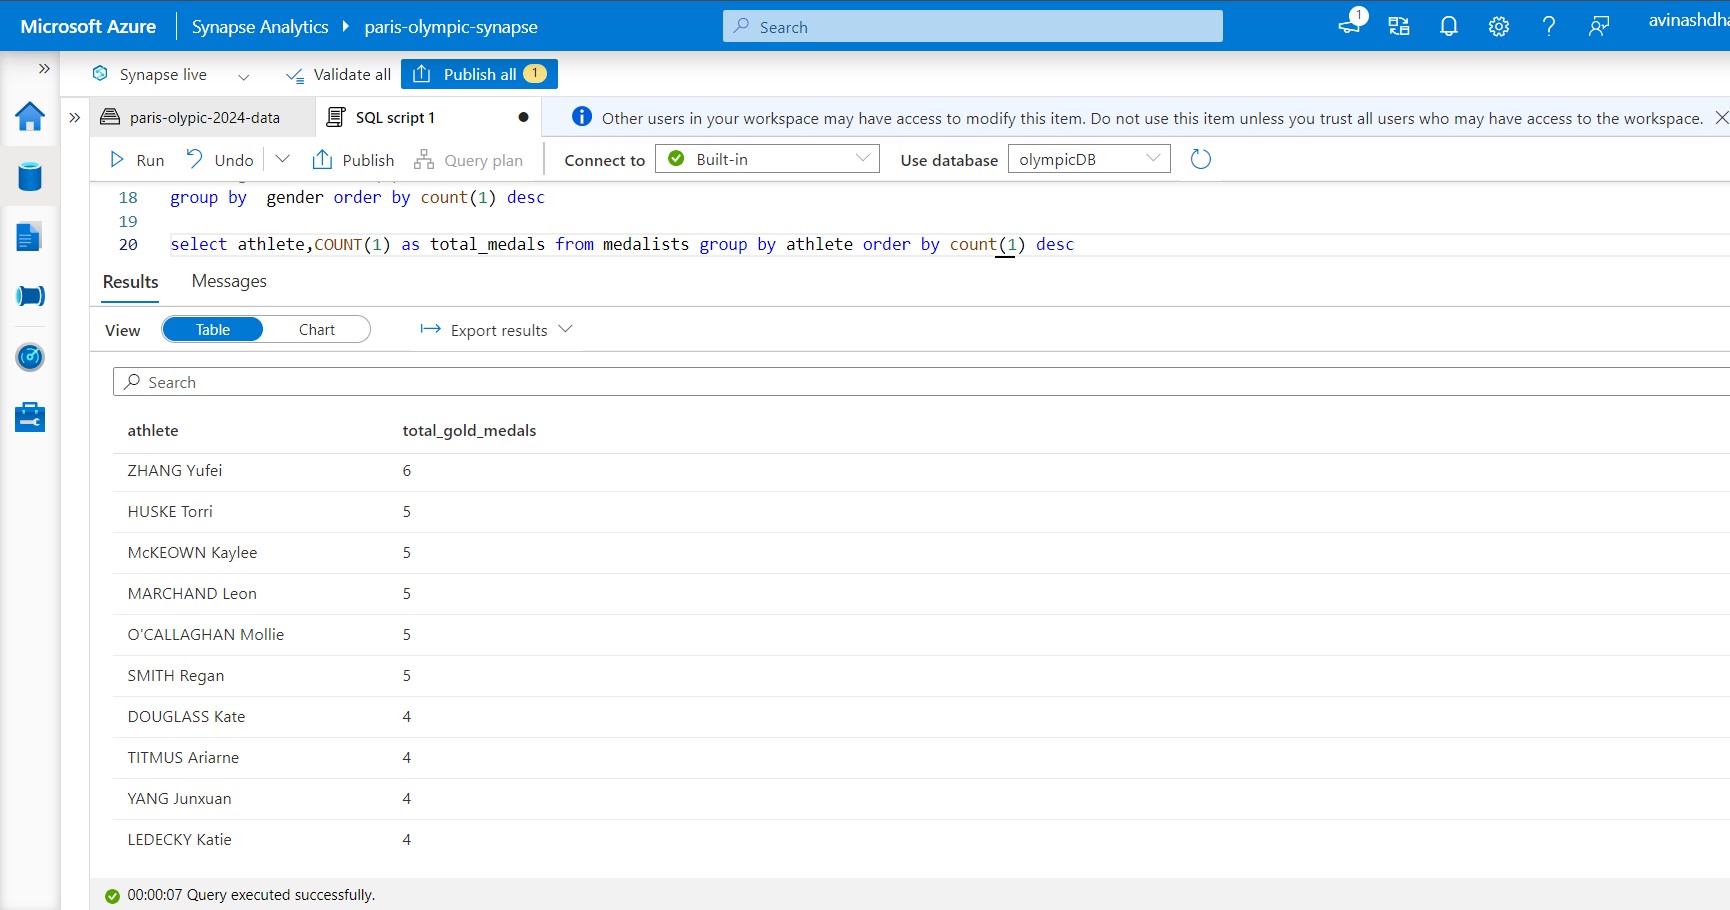 Microsoft Azure Synapse Analytics paris-olympic-synapse Search 1 avinashdha
Synapse live Validate all Publish all 1
paris-olypic-2024-data SQL script 1 Other users in your workspace may have access to modify this item. Do not use this item unless you trust all users who may have access to the workspace.
Run Undo Publish Query plan Connect to Built-in Use database olympicDB
18 group by gender order by count(1) desc
19
20 select athlete,COUNT(1) as total_medals from medalists group by athlete order by count(1) desc
Results Messages
View Table Chart Export results
Search
athlete total_gold_medals
ZHANG Yufei 6
HUSKE Torri 5
McKEOWN Kaylee 5
MARCHAND Leon 5
O'CALLAGHAN Mollie 5
SMITH Regan 5
DOUGLASS Kate 4
TITMUS Ariarne 4
YANG Junxuan 4
LEDECKY Katie 4
00:00:07 Query executed successfully.